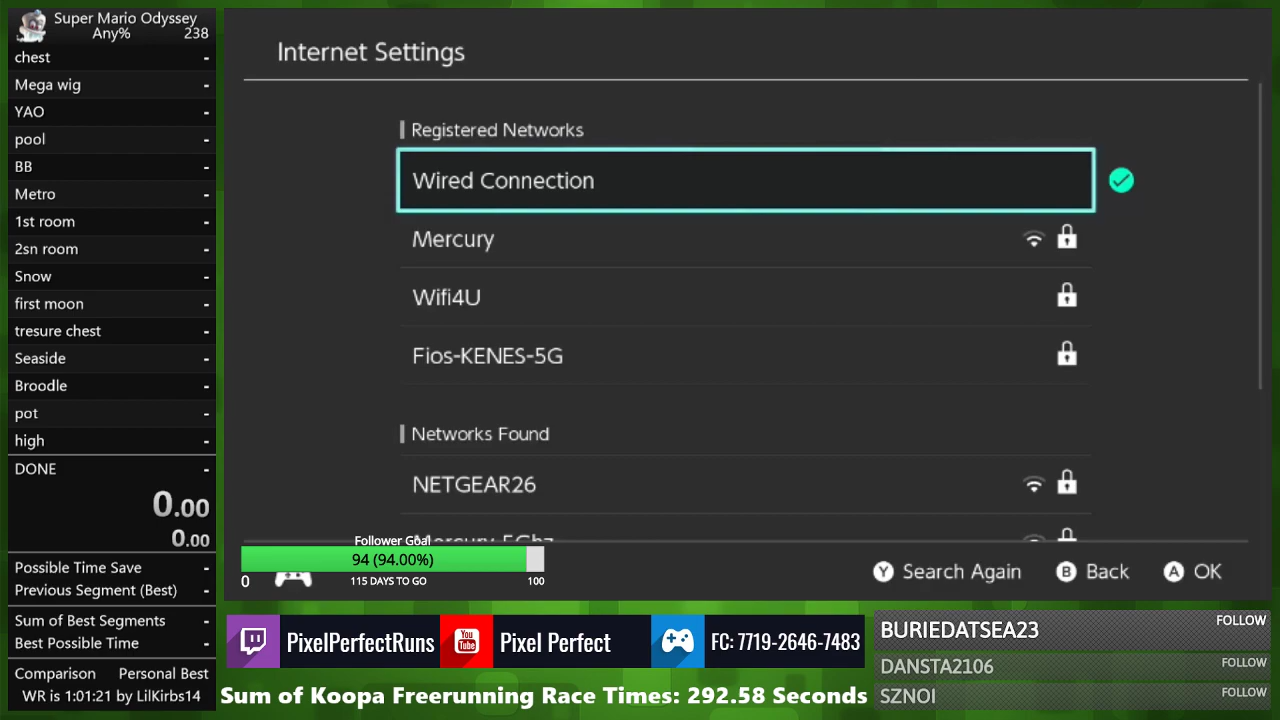 Super Mario Odyssey
Any%
238
chest -
Mega wig -
YAO -
pool -
BB -
Metro -
1st room -
2sn room -
Snow -
first moon -
tresure chest -
Seaside -
Broodle -
pot -
high -
DONE -
0.00
0.00
Possible Time Save -
Previous Segment (Best) -
Sum of Best Segments -
Best Possible Time -
Comparison Personal Best
WR is 1:01:21 by LilKirbs14
Internet Settings
Registered Networks
Wired Connection
Mercury
Wifi4U
Fios-KENES-5G
Networks Found
NETGEAR26
Mercury-5Ghz
Follower Goal
94 (94.00%)
0 115 DAYS TO GO 100
Y Search Again B Back A OK
PixelPerfectRuns
You Tube Pixel Perfect
FC: 7719-2646-7483
BURIEDATSEA23 FOLLOW
DANSTA2106 FOLLOW
SZNOI FOLLOW
Sum of Koopa Freerunning Race Times: 292.58 Seconds